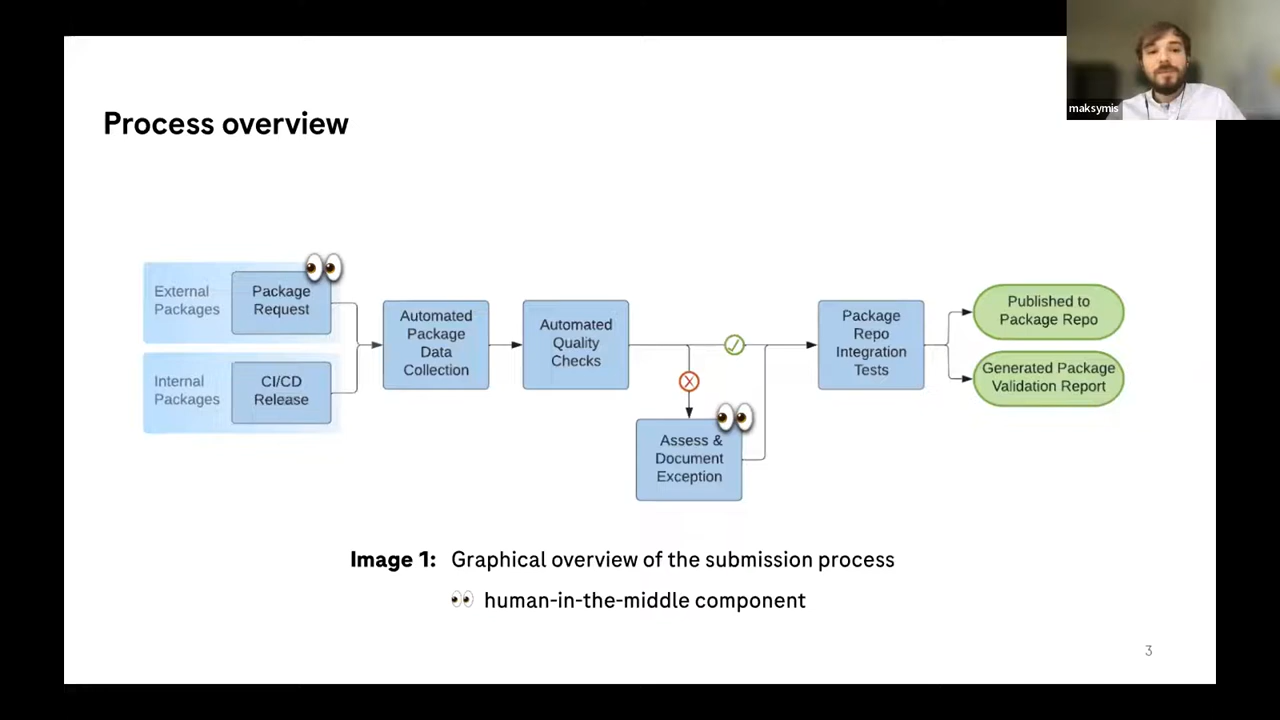 maksymis
Process overview
External
Packages
Package
Request
Internal
Packages
CI/CD
Release
Automated
Package
Data
Collection
Automated
Quality
Checks
Assess &
Document
Exception
Package
Repo
Integration
Tests
Published to
Package Repo
Generated Package
Validation Report
Image 1: Graphical overview of the submission process
👀 human-in-the-middle component
3